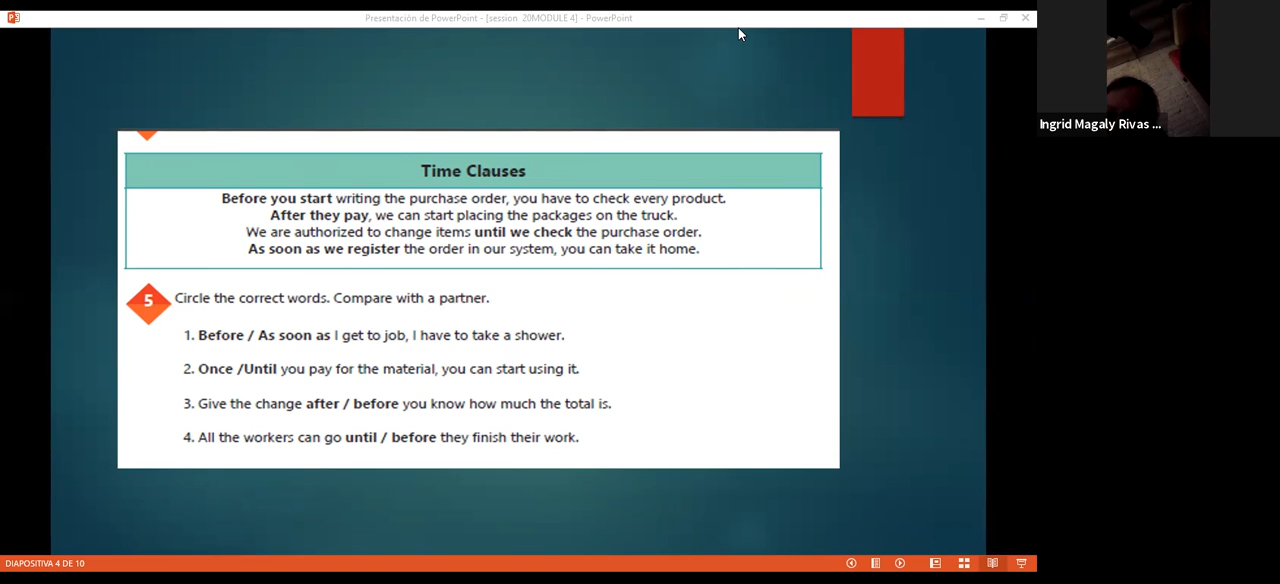 Presentación de PowerPoint - [session 20MODULE 4] - PowerPoint
Ingrid Magaly Rivas ...
Time Clauses
Before you start writing the purchase order, you have to check every product.
After they pay, we can start placing the packages on the truck.
We are authorized to change items until we check the purchase order.
As soon as we register the order in our system, you can take it home.
5 Circle the correct words. Compare with a partner.
1. Before / As soon as I get to job, I have to take a shower.
2. Once /Until you pay for the material, you can start using it.
3. Give the change after / before you know how much the total is.
4. All the workers can go until / before they finish their work.
DIAPOSITIVA 4 DE 10